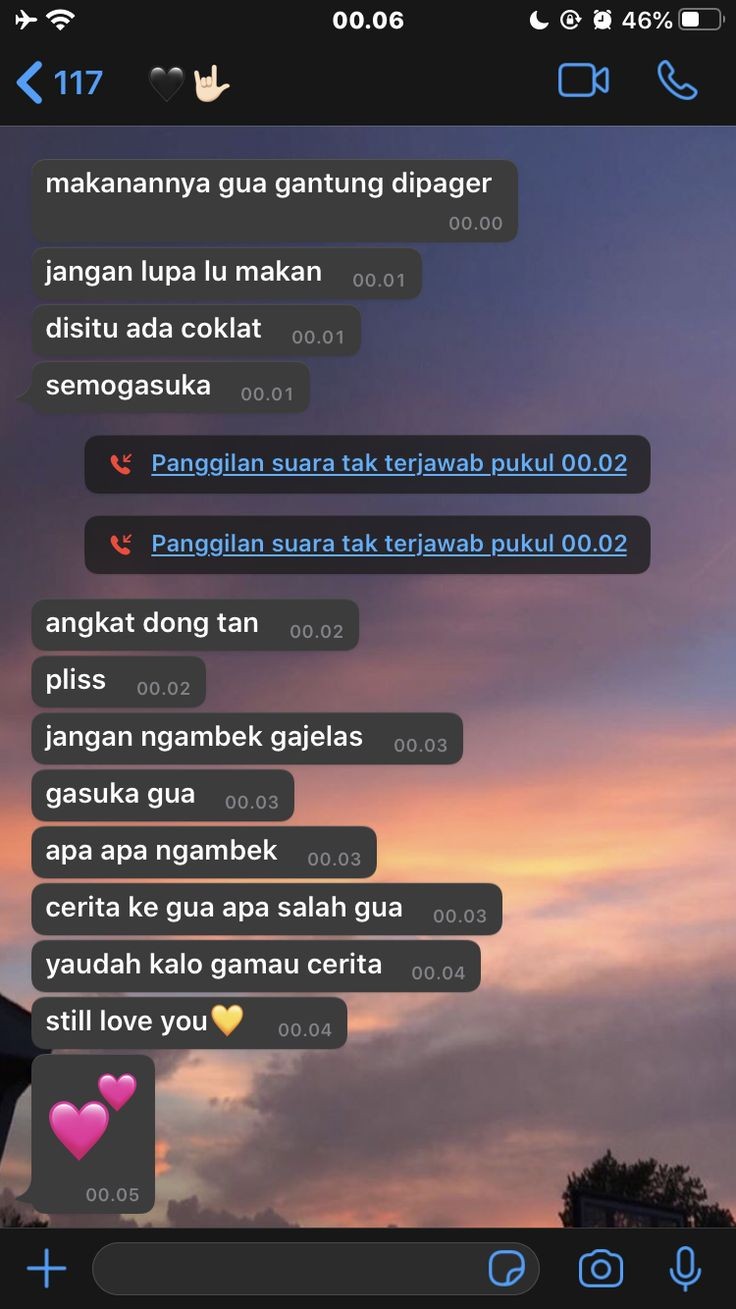 00.06
46%
117
🖤🤟🏻
makanannya gua gantung dipager
00.00
jangan lupa lu makan 00.01
disitu ada coklat 00.01
semogasuka 00.01
Panggilan suara tak terjawab pukul 00.02
Panggilan suara tak terjawab pukul 00.02
angkat dong tan 00.02
pliss 00.02
jangan ngambek gajelas 00.03
gasuka gua 00.03
apa apa ngambek 00.03
cerita ke gua apa salah gua 00.03
yaudah kalo gamau cerita 00.04
still love you💛 00.04
💕
00.05